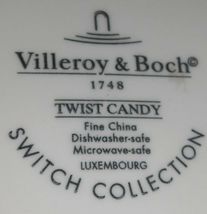 Villeroy & Boch©
1748
TWIST CANDY
Fine China
Dishwasher-safe
Microwave-safe
LUXEMBOURG
SWITCH COLLECTION